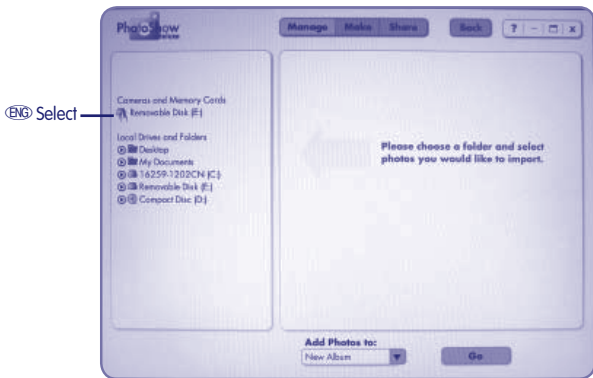 PhotoShow
Manage Make Share Back ? - x
Cameras and Memory Cards
Removable Disk (E:)
ENG Select
Local Drives and Folders
Desktop
My Documents
16259-1202CN (C:)
Removable Disk (E:)
Compact Disc (D:)
Please choose a folder and select
photos you would like to import.
Add Photos to:
New Album
Go